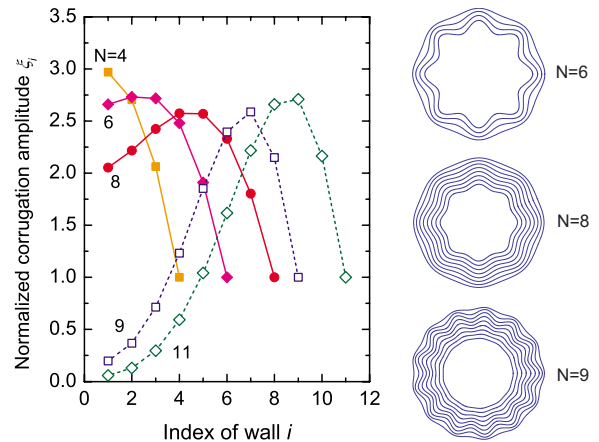 Normalized corrugation amplitude ξi
3.5
3.0
2.5
2.0
1.5
1.0
0.5
0.0
0 2 4 6 8 10 12
Index of wall i
N=4
6
8
9
11
N=6
N=8
N=9